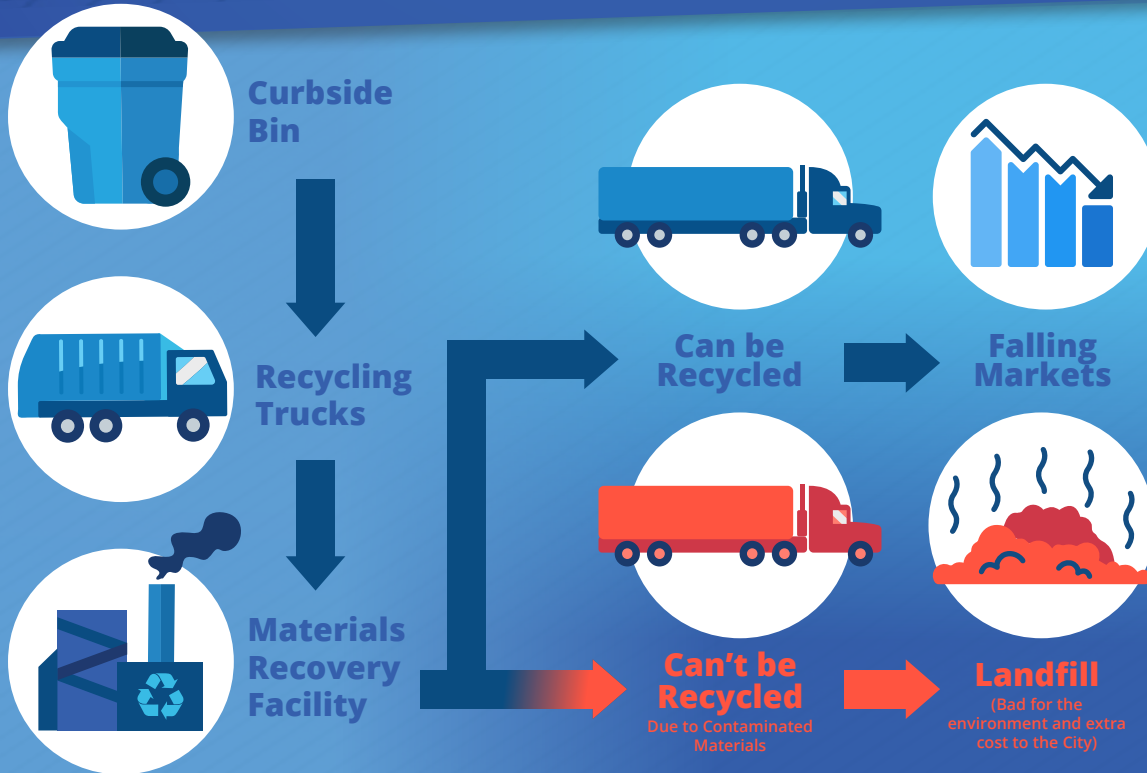 Curbside
Bin
Recycling
Trucks
Materials
Recovery
Facility
Can be
Recycled
Falling
Markets
Can’t be
Recycled
Due to Contaminated
Materials
Landfill
(Bad for the
environment and extra
cost to the City)